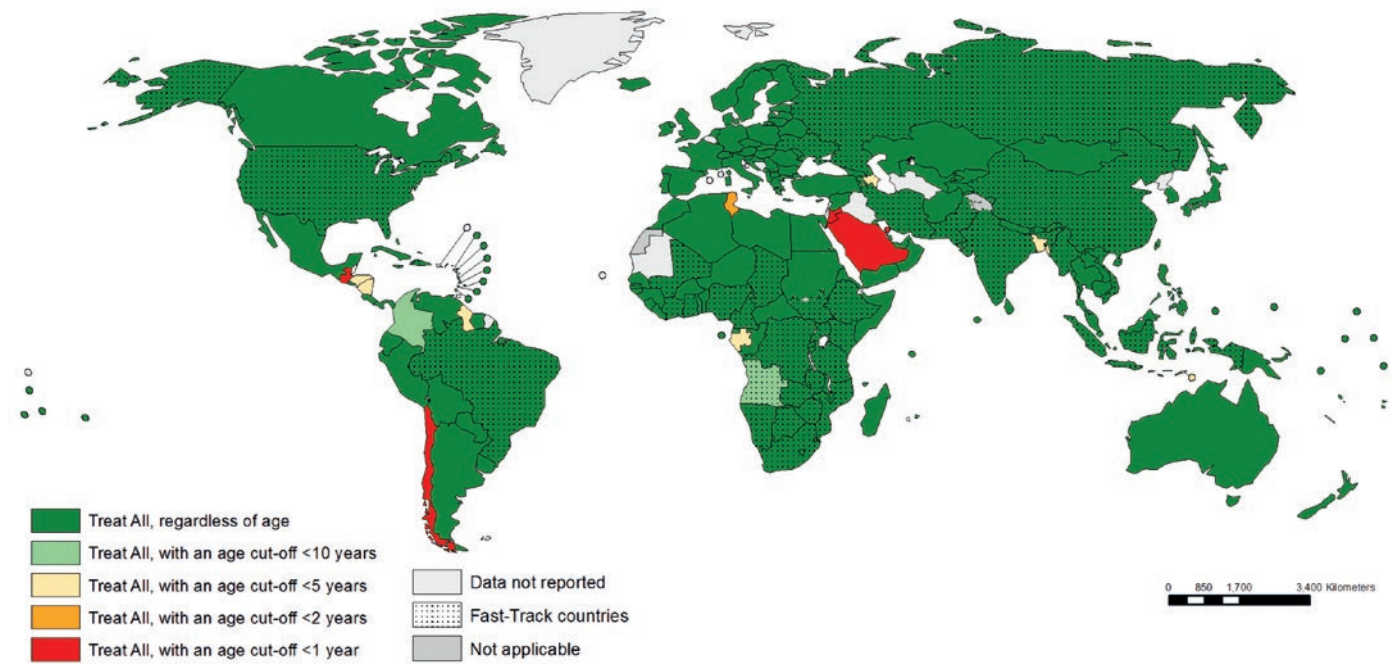 Treat All, regardless of age
Treat All, with an age cut-off <10 years
Treat All, with an age cut-off <5 years
Treat All, with an age cut-off <2 years
Treat All, with an age cut-off <1 year
Data not reported
Fast-Track countries
Not applicable
0 850 1,700 3,400 Kilometers